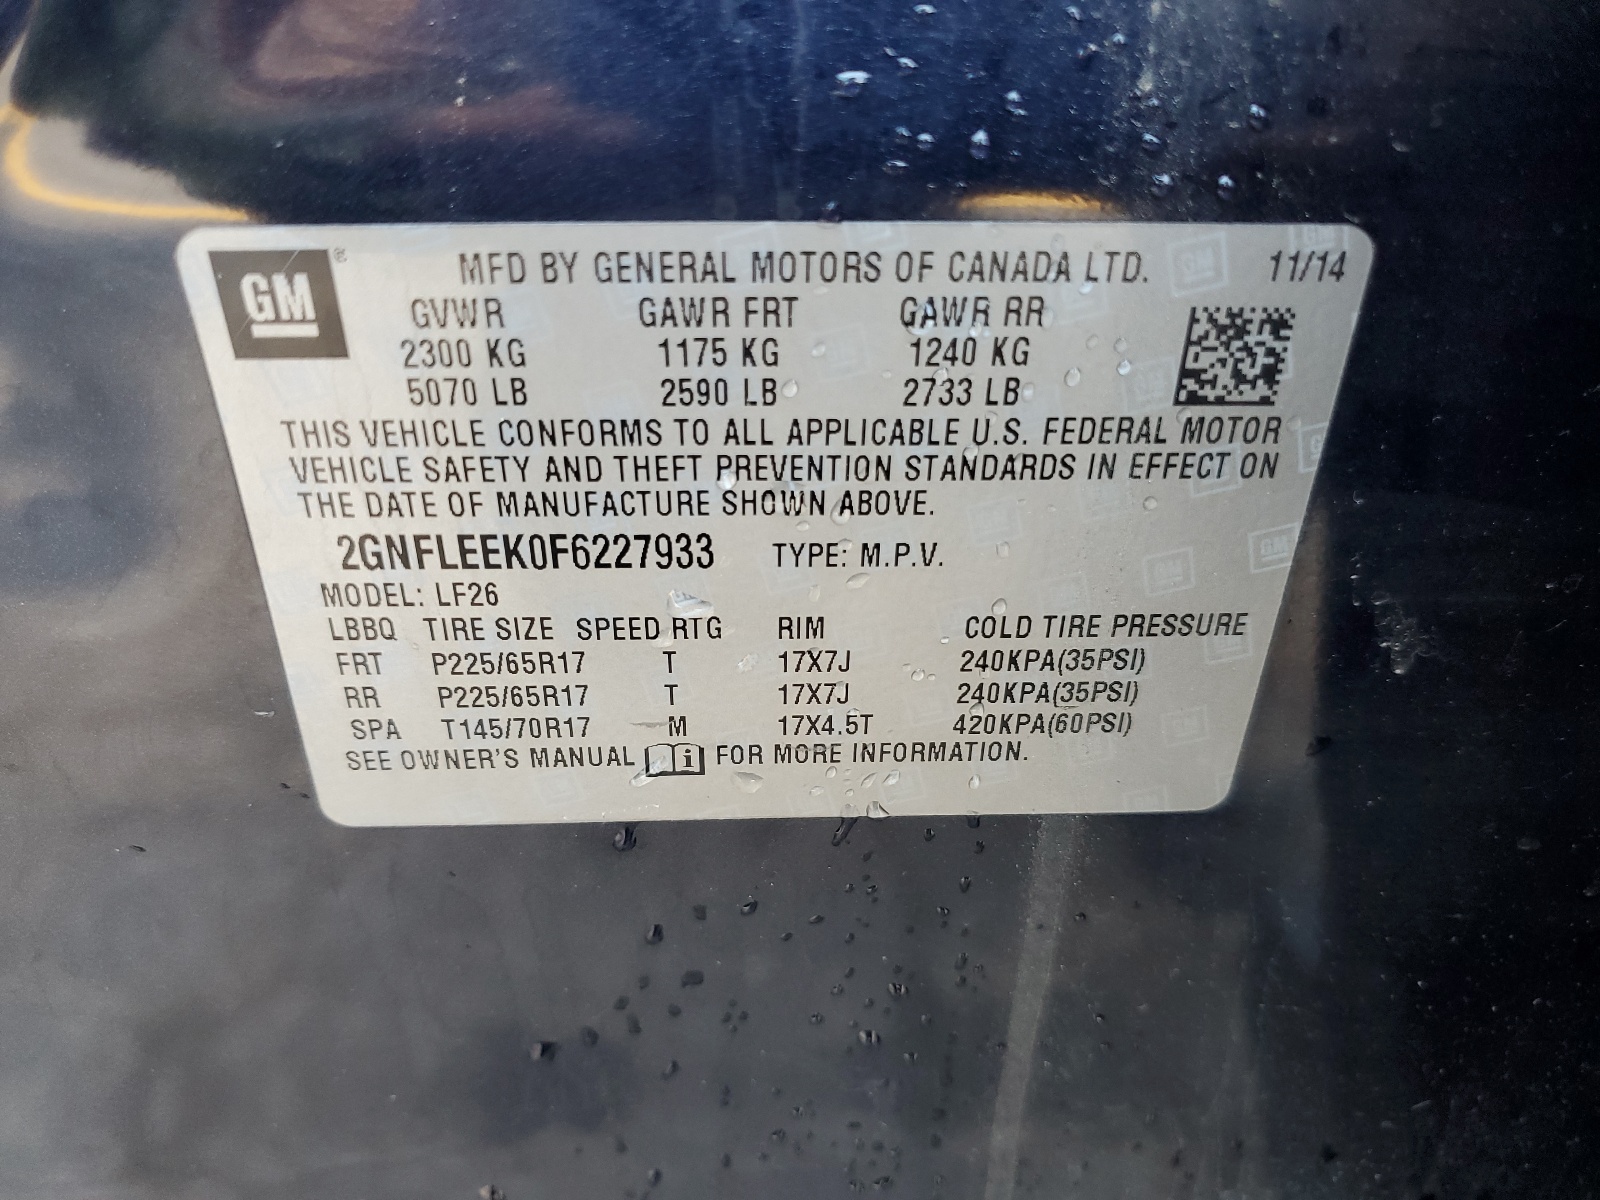 GM ® MFD BY GENERAL MOTORS OF CANADA LTD. 11/14
GVWR GAWR FRT GAWR RR
2300 KG 1175 KG 1240 KG
5070 LB 2590 LB 2733 LB
THIS VEHICLE CONFORMS TO ALL APPLICABLE U.S. FEDERAL MOTOR
VEHICLE SAFETY AND THEFT PREVENTION STANDARDS IN EFFECT ON
THE DATE OF MANUFACTURE SHOWN ABOVE.
2GNFLEEK0F6227933 TYPE: M.P.V.
MODEL: LF26
LBBQ TIRE SIZE SPEED RTG RIM COLD TIRE PRESSURE
FRT P225/65R17 T 17X7J 240KPA(35PSI)
RR P225/65R17 T 17X7J 240KPA(35PSI)
SPA T145/70R17 M 17X4.5T 420KPA(60PSI)
SEE OWNER'S MANUAL i FOR MORE INFORMATION.